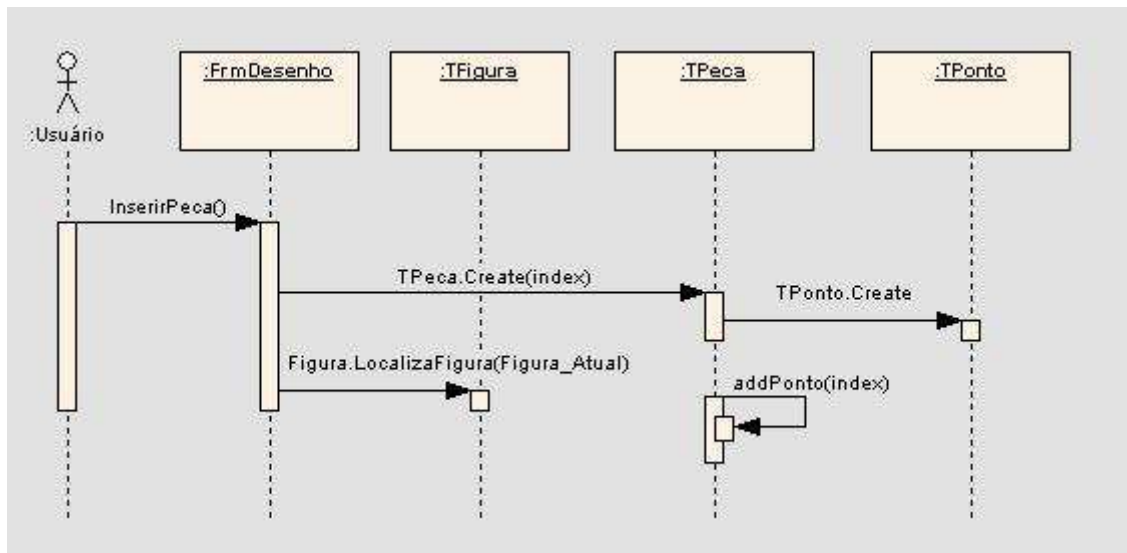 :Usuário
:FrmDesenho
:TFigura
:TPeca
:TPonto
InserirPeca()
TPeca.Create(index)
TPonto.Create
Figura.LocalizaFigura(Figura_Atual)
addPonto(index)